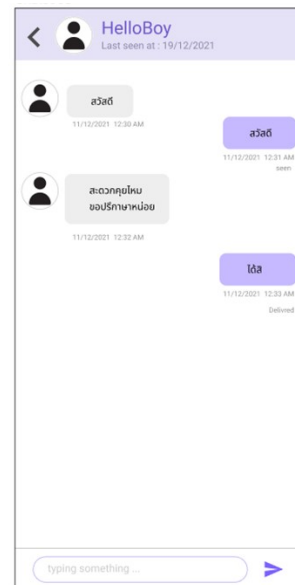 HelloBoy
Last seen at : 19/12/2021
สวัสดี
11/12/2021 12:30 AM
สวัสดี
11/12/2021 12:31 AM
seen
สะดวกคุยไหม
ขอปรึกษาหน่อย
11/12/2021 12:32 AM
ได้สิ
11/12/2021 12:33 AM
Delivred
typing something ...